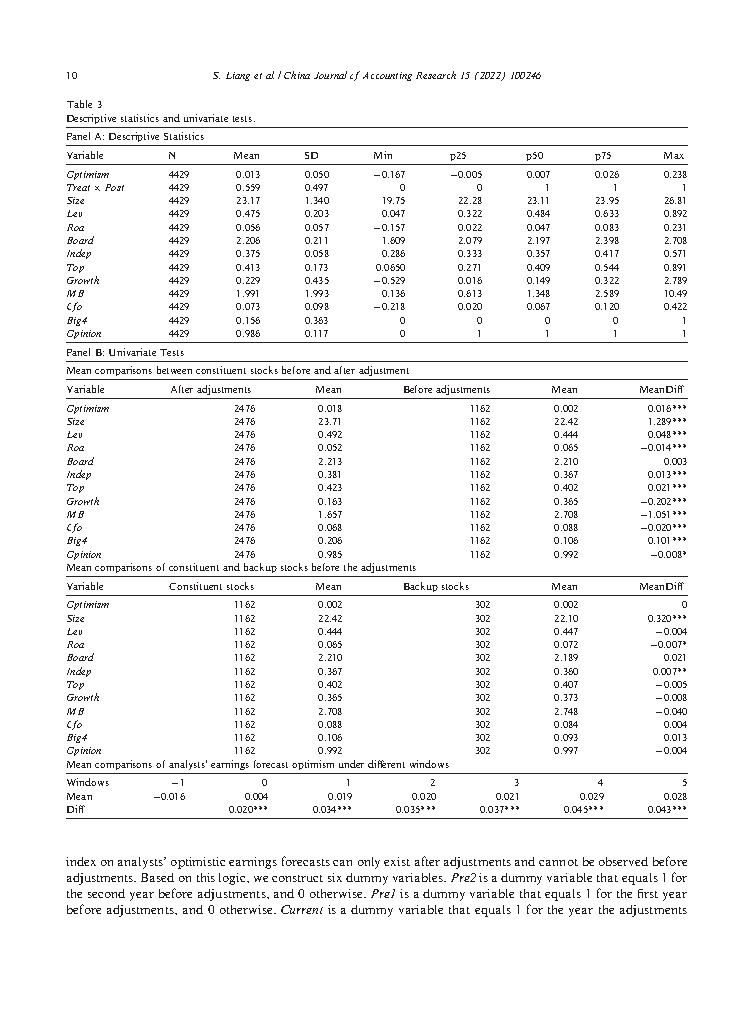 10 S. Liang et al. / China Journal of Accounting Research 15 (2022) 100246
Table 3
Descriptive statistics and univariate tests.
Panel A: Descriptive Statistics
Variable N Mean SD Min p25 p50 p75 Max
Optimism 4429 0.013 0.050 −0.167 −0.005 0.007 0.026 0.238
Treat × Post 4429 0.559 0.497 0 0 1 1 1
Size 4429 23.17 1.340 19.75 22.28 23.11 23.95 26.81
Lev 4429 0.475 0.203 0.047 0.322 0.484 0.633 0.892
Roa 4429 0.056 0.057 −0.157 0.022 0.047 0.083 0.231
Board 4429 2.206 0.211 1.609 2.079 2.197 2.398 2.708
Indep 4429 0.375 0.058 0.286 0.333 0.357 0.417 0.571
Top 4429 0.413 0.173 0.0650 0.271 0.409 0.544 0.891
Growth 4429 0.229 0.435 −0.529 0.016 0.149 0.322 2.789
MB 4429 1.991 1.993 0.136 0.613 1.348 2.589 10.49
Cfo 4429 0.073 0.098 −0.218 0.020 0.067 0.120 0.422
Big4 4429 0.156 0.363 0 0 0 0 1
Opinion 4429 0.986 0.117 0 1 1 1 1
Panel B: Univariate Tests
Mean comparisons between constituent stocks before and after adjustment
Variable After adjustments Mean Before adjustments Mean MeanDiff
Optimism 2476 0.018 1162 0.002 0.016***
Size 2476 23.71 1162 22.42 1.289***
Lev 2476 0.492 1162 0.444 0.048***
Roa 2476 0.052 1162 0.065 −0.014***
Board 2476 2.213 1162 2.210 0.003
Indep 2476 0.381 1162 0.367 0.013***
Top 2476 0.423 1162 0.402 0.021***
Growth 2476 0.163 1162 0.365 −0.202***
MB 2476 1.657 1162 2.708 −1.051***
Cfo 2476 0.068 1162 0.088 −0.020***
Big4 2476 0.206 1162 0.106 0.101***
Opinion 2476 0.985 1162 0.992 −0.008*
Mean comparisons of constituent and backup stocks before the adjustments
Variable Constituent stocks Mean Backup stocks Mean MeanDiff
Optimism 1162 0.002 302 0.002 0
Size 1162 22.42 302 22.10 0.320***
Lev 1162 0.444 302 0.447 −0.004
Roa 1162 0.065 302 0.072 −0.007*
Board 1162 2.210 302 2.189 0.021
Indep 1162 0.367 302 0.360 0.007**
Top 1162 0.402 302 0.407 −0.005
Growth 1162 0.365 302 0.373 −0.008
MB 1162 2.708 302 2.748 −0.040
Cfo 1162 0.088 302 0.084 0.004
Big4 1162 0.106 302 0.093 0.013
Opinion 1162 0.992 302 0.997 −0.004
Mean comparisons of analysts' earnings forecast optimism under different windows
Windows −1 0 1 2 3 4 5
Mean −0.016 0.004 0.019 0.020 0.021 0.029 0.028
Diff 0.020*** 0.034*** 0.035*** 0.037*** 0.045*** 0.043***
index on analysts' optimistic earnings forecasts can only exist after adjustments and cannot be observed before
adjustments. Based on this logic, we construct six dummy variables. Pre2 is a dummy variable that equals 1 for
the second year before adjustments, and 0 otherwise. Pre1 is a dummy variable that equals 1 for the first year
before adjustments, and 0 otherwise. Current is a dummy variable that equals 1 for the year the adjustments